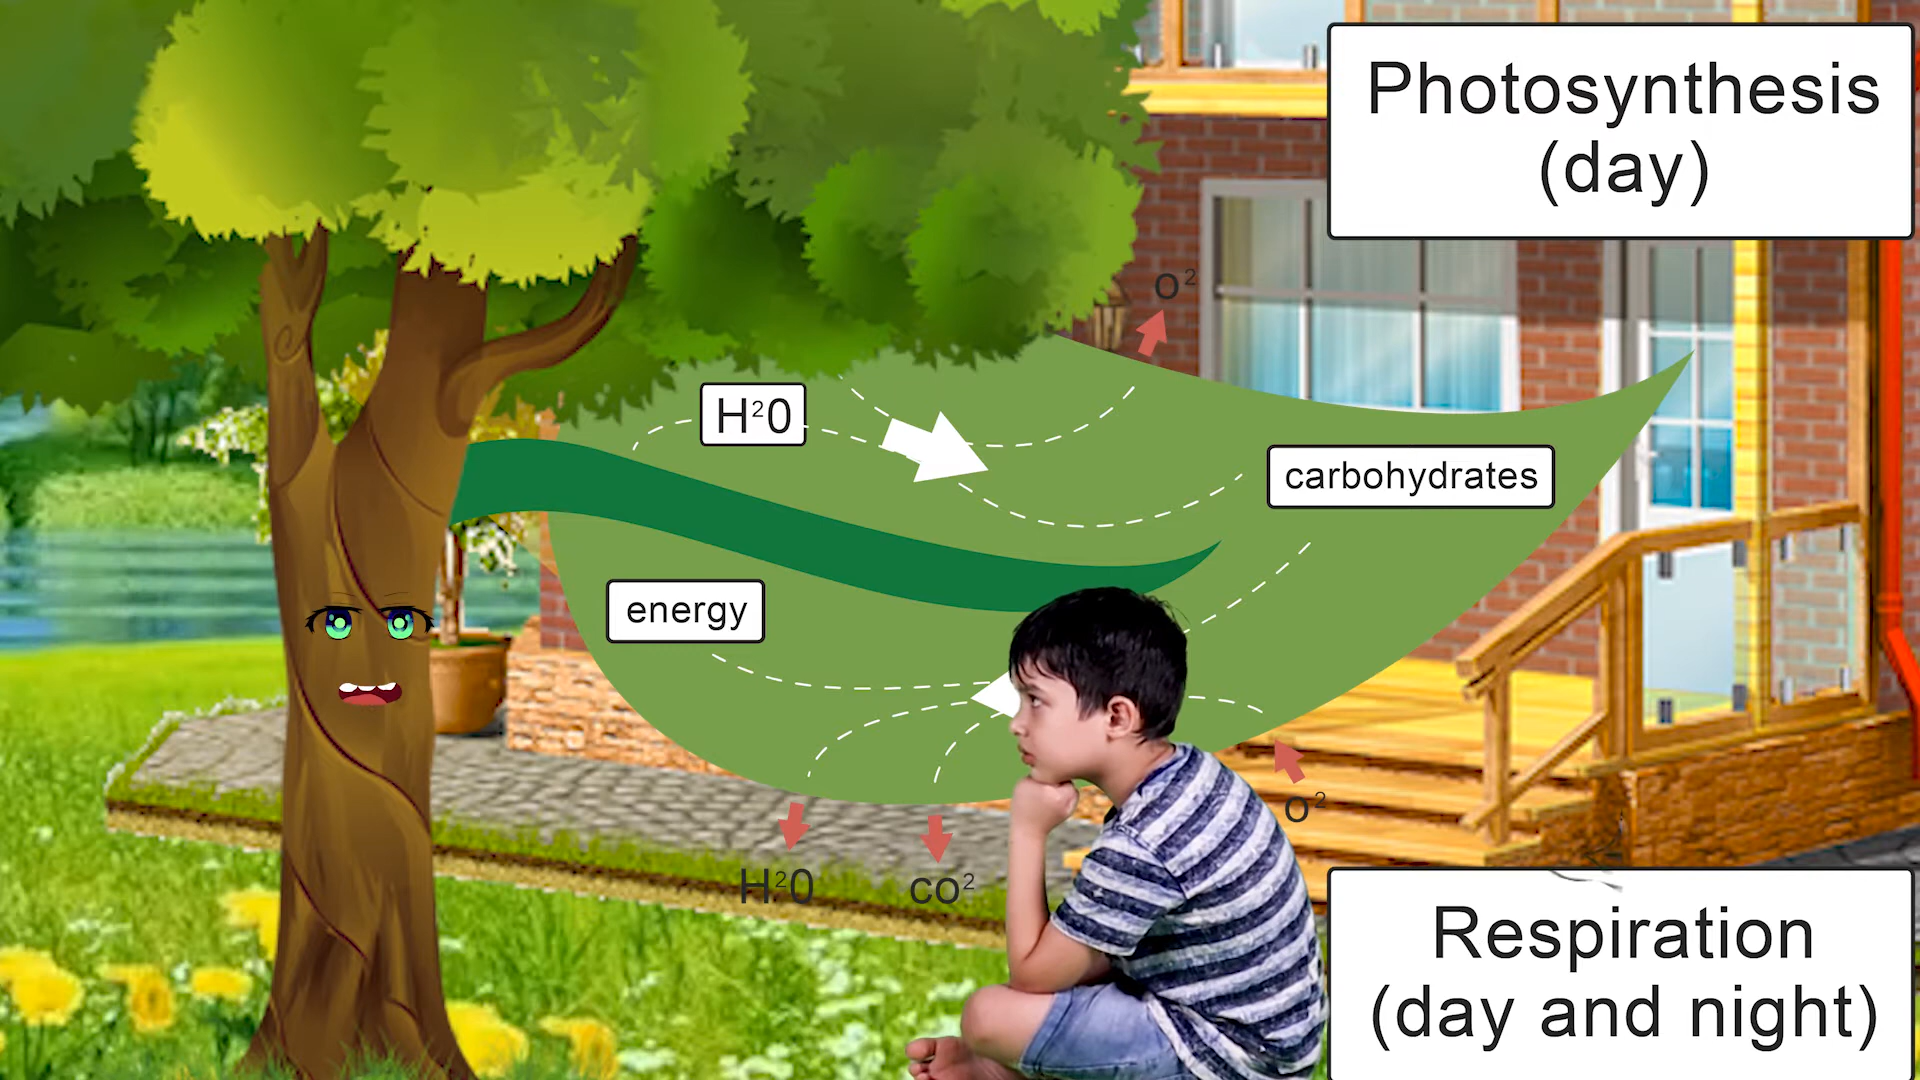 Photosynthesis
(day)
o²
H²0
carbohydrates
energy
o²
H²0
co²
Respiration
(day and night)